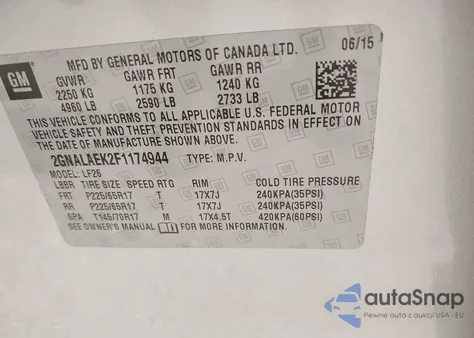 GM
MFD BY GENERAL MOTORS OF CANADA LTD. 06/15
GVWR GAWR FRT GAWR RR
2250 KG 1175 KG 1240 KG
4960 LB 2590 LB 2733 LB
THIS VEHICLE CONFORMS TO ALL APPLICABLE U.S. FEDERAL MOTOR
VEHICLE SAFETY AND THEFT PREVENTION STANDARDS IN EFFECT ON
THE DATE OF MANUFACTURE SHOWN ABOVE.
2GNALAEK2F1174944 TYPE: M.P.V.
MODEL: LF26
LBBR TIRE SIZE SPEED RTG RIM COLD TIRE PRESSURE
FRT P225/65R17 T 17X7J 240KPA(35PSI)
RR P225/65R17 T 17X7J 240KPA(35PSI)
SPA T145/70R17 M 17X4.5T 420KPA(60PSI)
SEE OWNER'S MANUAL FOR MORE INFORMATION.
autoSnap
Pewne auta z aukcji USA - EU